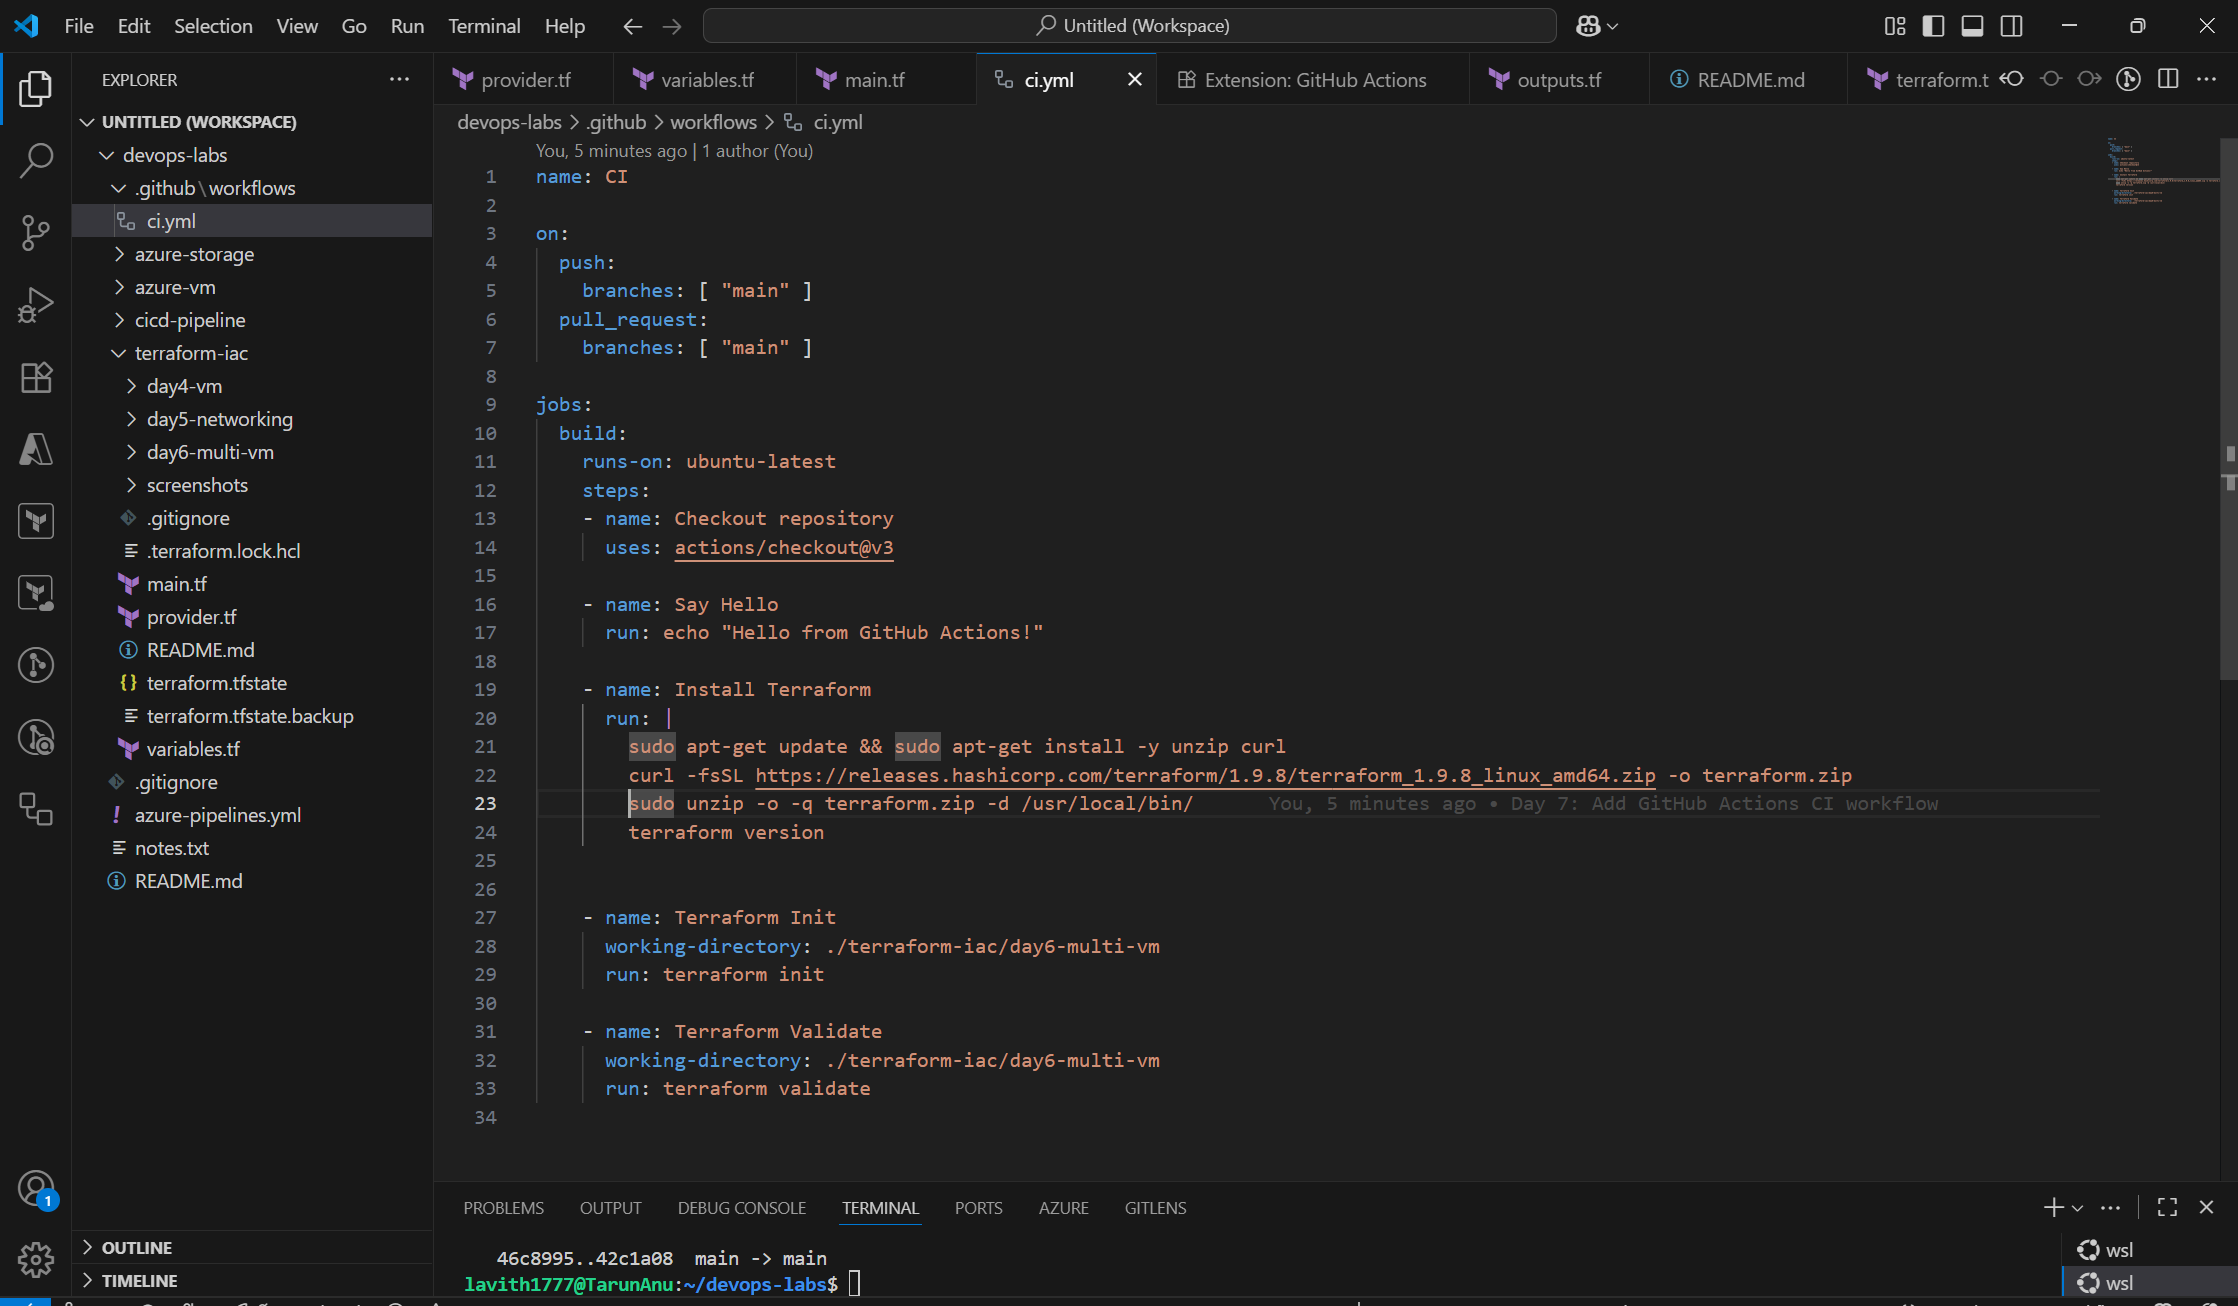 File Edit Selection View Go Run Terminal Help
Untitled (Workspace)
EXPLORER
UNTITLED (WORKSPACE)
devops-labs
.github\workflows
ci.yml
azure-storage
azure-vm
cicd-pipeline
terraform-iac
day4-vm
day5-networking
day6-multi-vm
screenshots
.gitignore
.terraform.lock.hcl
main.tf
provider.tf
README.md
terraform.tfstate
terraform.tfstate.backup
variables.tf
.gitignore
azure-pipelines.yml
notes.txt
README.md
OUTLINE
TIMELINE
1
provider.tf variables.tf main.tf ci.yml Extension: GitHub Actions outputs.tf README.md terraform.t
devops-labs > .github > workflows > ci.yml
You, 5 minutes ago | 1 author (You)
1 name: CI
2
3 on:
4 push:
5 branches: [ "main" ]
6 pull_request:
7 branches: [ "main" ]
8
9 jobs:
10 build:
11 runs-on: ubuntu-latest
12 steps:
13 - name: Checkout repository
14 uses: actions/checkout@v3
15
16 - name: Say Hello
17 run: echo "Hello from GitHub Actions!"
18
19 - name: Install Terraform
20 run: |
21 sudo apt-get update && sudo apt-get install -y unzip curl
22 curl -fsSL https://releases.hashicorp.com/terraform/1.9.8/terraform_1.9.8_linux_amd64.zip -o terraform.zip
23 sudo unzip -o -q terraform.zip -d /usr/local/bin/ You, 5 minutes ago • Day 7: Add GitHub Actions CI workflow
24 terraform version
25
26
27 - name: Terraform Init
28 working-directory: ./terraform-iac/day6-multi-vm
29 run: terraform init
30
31 - name: Terraform Validate
32 working-directory: ./terraform-iac/day6-multi-vm
33 run: terraform validate
34
PROBLEMS OUTPUT DEBUG CONSOLE TERMINAL PORTS AZURE GITLENS
46c8995..42c1a08 main -> main
lavith1777@TarunAnu:~/devops-labs$
wsl
wsl